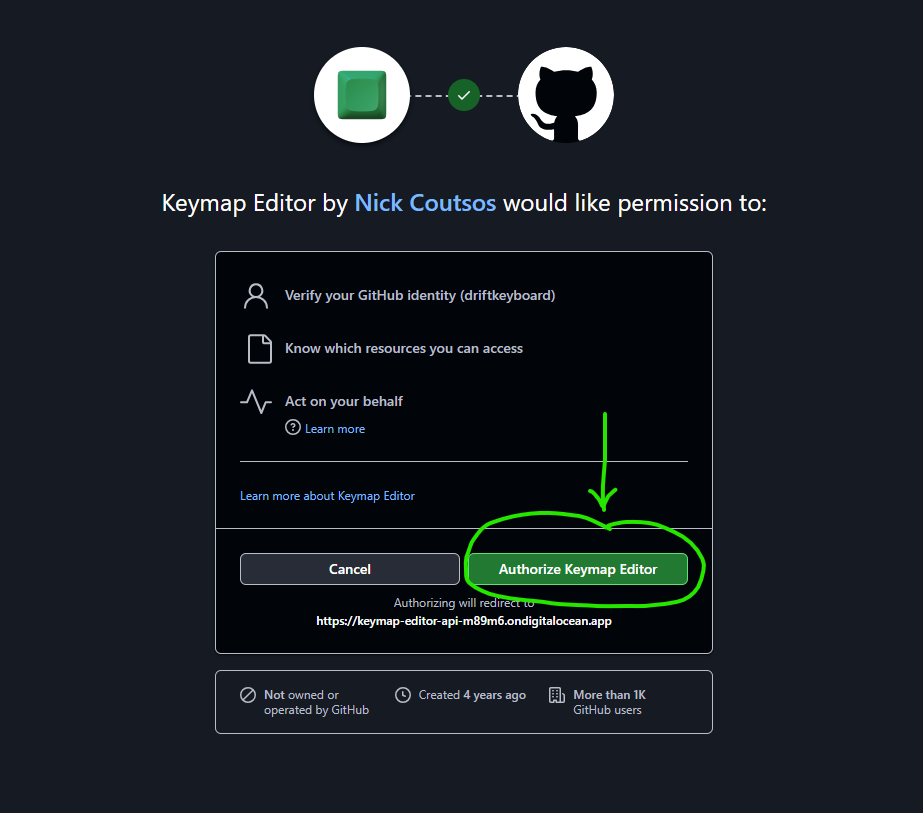 Keymap Editor by Nick Coutsos would like permission to:
Verify your GitHub identity (driftkeyboard)
Know which resources you can access
Act on your behalf
Learn more
Learn more about Keymap Editor
Cancel
Authorize Keymap Editor
Authorizing will redirect to
https://keymap-editor-api-m89m6.ondigitalocean.app
Not owned or
operated by GitHub
Created 4 years ago
More than 1K
GitHub users